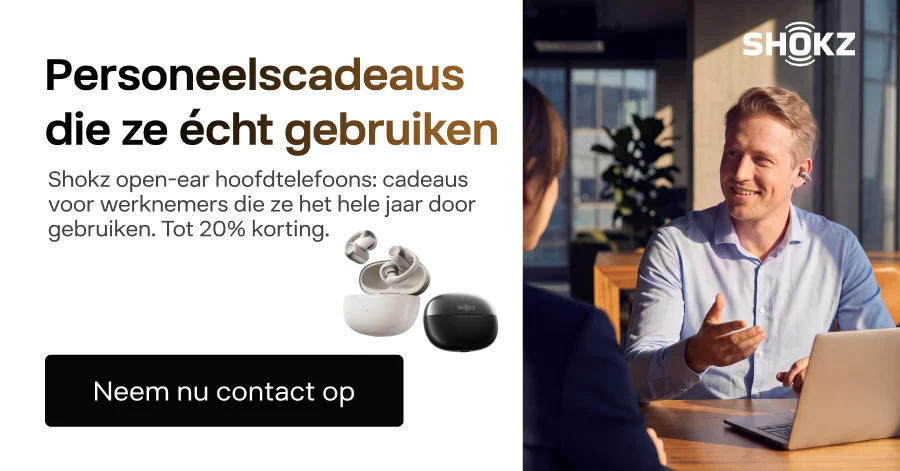 Personeelscadeaus
die ze écht gebruiken
Shokz open-ear hoofdtelefoons: cadeaus
voor werknemers die ze het hele jaar door
gebruiken. Tot 20% korting.
SHOKZ
Neem nu contact op
SHOKZ